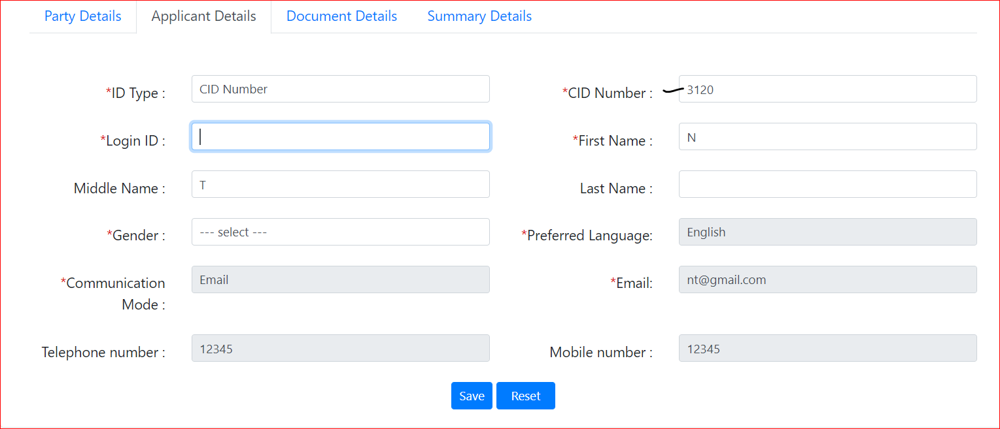 Party Details Applicant Details Document Details Summary Details
*ID Type : CID Number *CID Number : 3120
*Login ID : *First Name : N
Middle Name : T Last Name :
*Gender : --- select --- *Preferred Language: English
*Communication Mode : Email *Email: nt@gmail.com
Telephone number : 12345 Mobile number : 12345
Save Reset